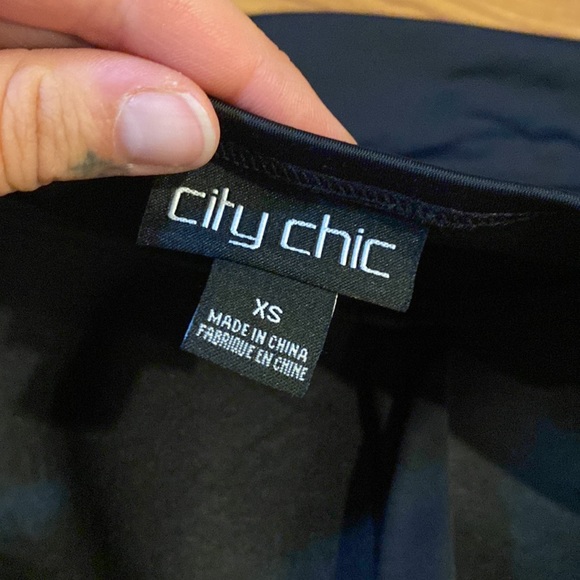 city chic
XS
MADE IN CHINA
FABRIQUE EN CHINE